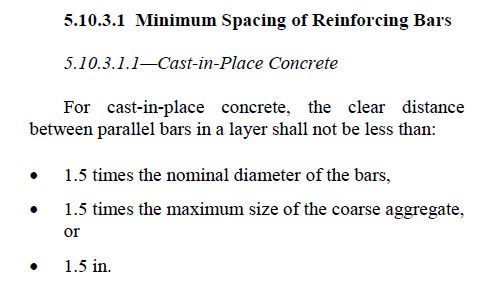 5.10.3.1 Minimum Spacing of Reinforcing Bars
5.10.3.1.1—Cast-in-Place Concrete
For cast-in-place concrete, the clear distance
between parallel bars in a layer shall not be less than:
• 1.5 times the nominal diameter of the bars,
• 1.5 times the maximum size of the coarse aggregate,
or
• 1.5 in.